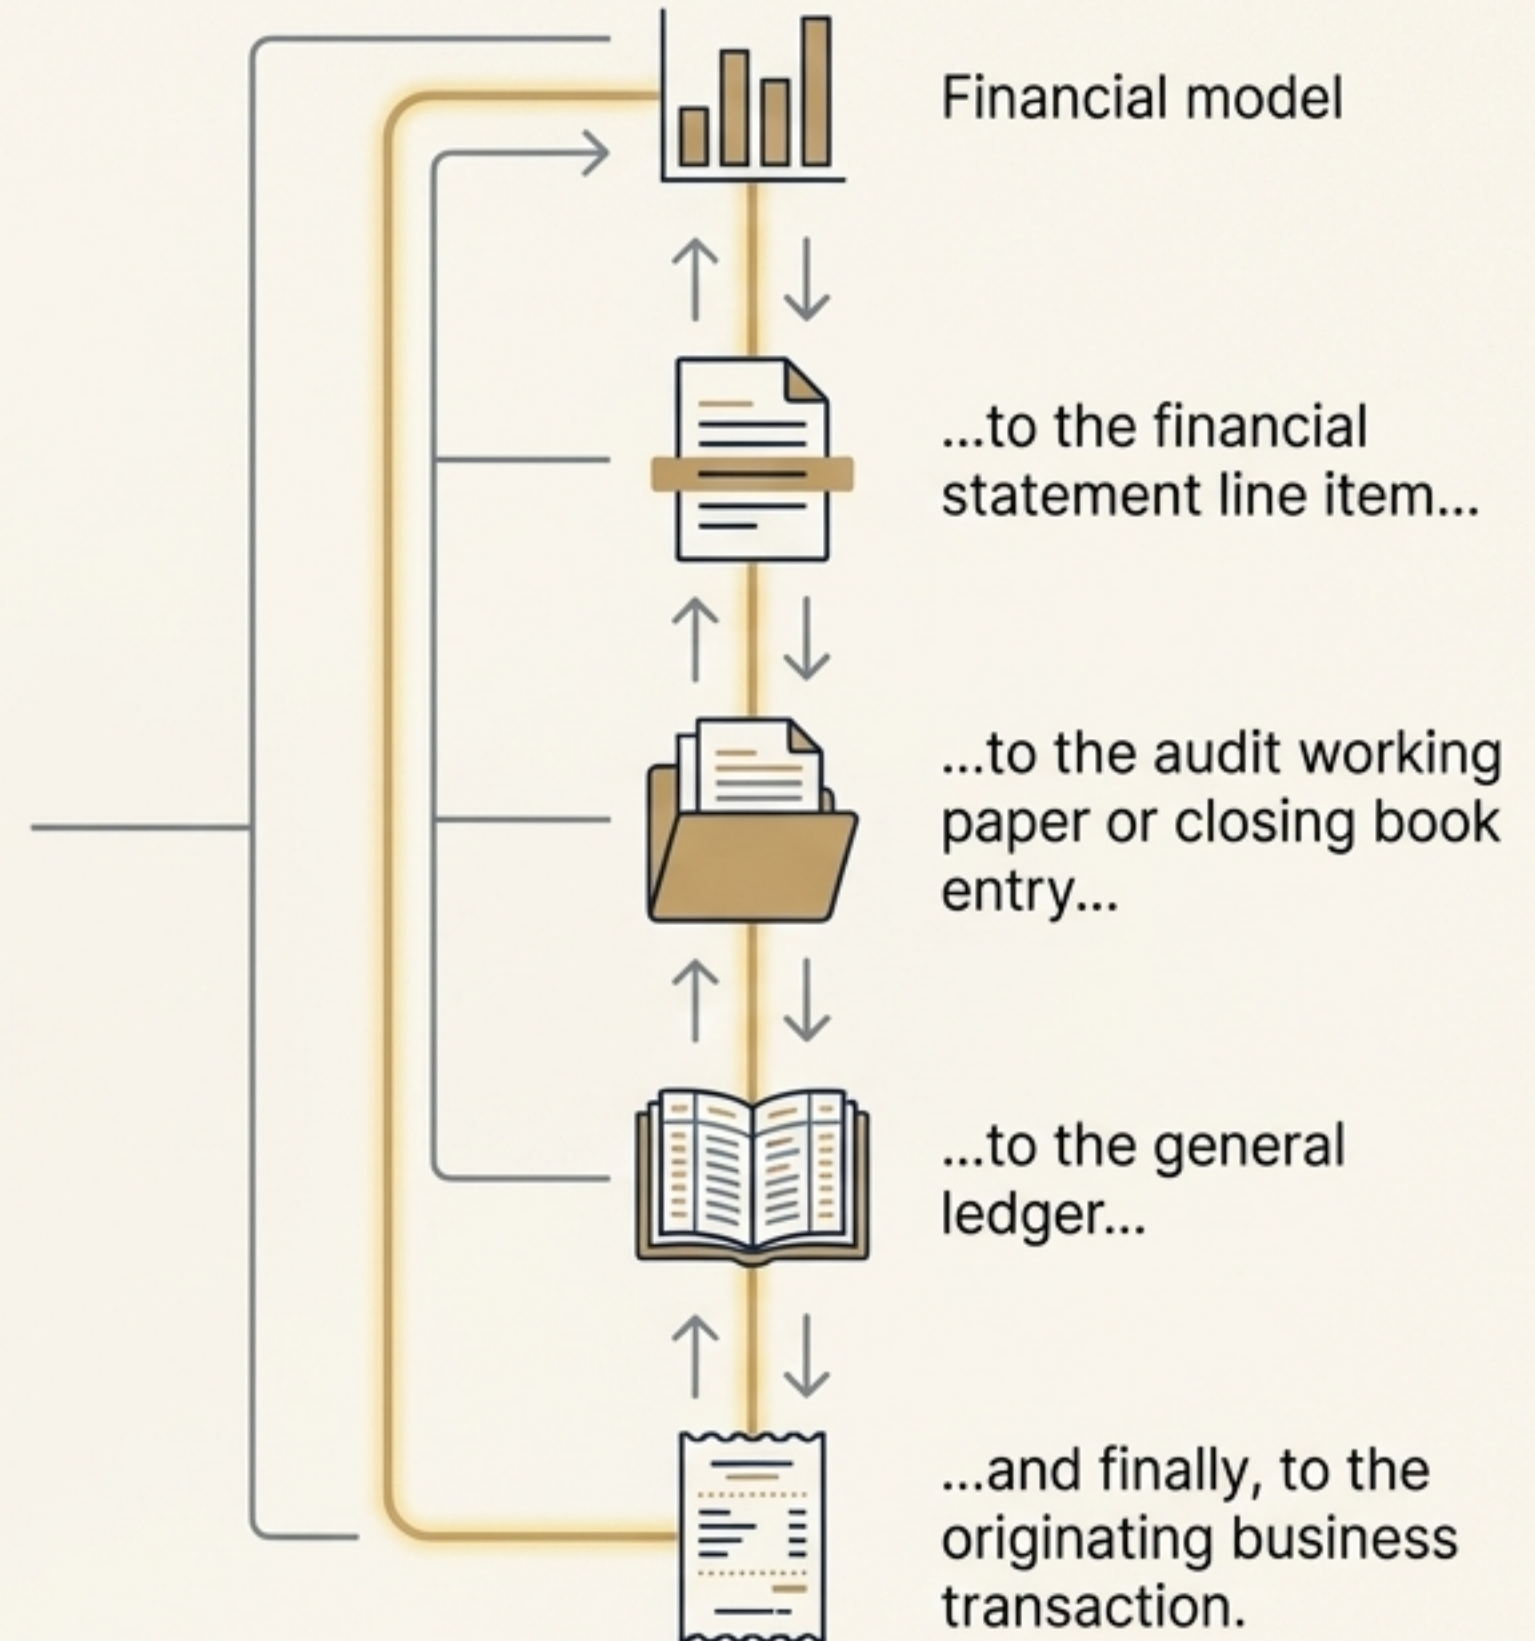 Financial model
...to the financial
statement line item...
...to the audit working
paper or closing book
entry...
...to the general
ledger...
...and finally, to the
originating business
transaction.